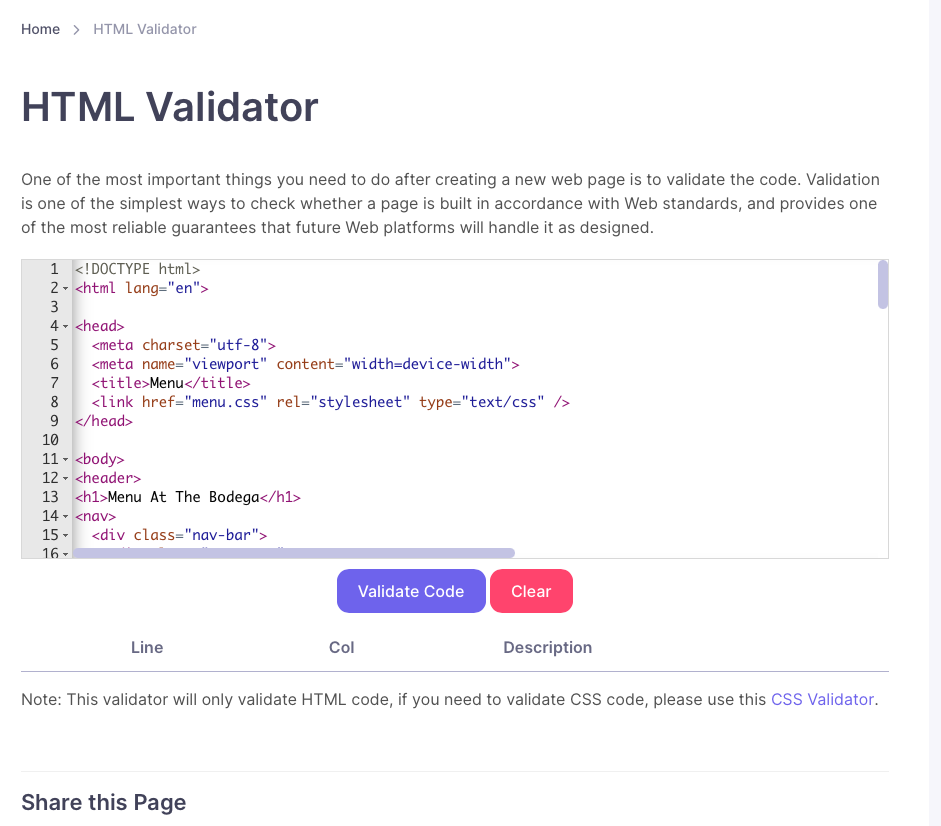 Home > HTML Validator
HTML Validator
One of the most important things you need to do after creating a new web page is to validate the code. Validation
is one of the simplest ways to check whether a page is built in accordance with Web standards, and provides one
of the most reliable guarantees that future Web platforms will handle it as designed.
1 <!DOCTYPE html>
2 <html lang="en">
3
4 <head>
5   <meta charset="utf-8">
6   <meta name="viewport" content="width=device-width">
7   <title>Menu</title>
8   <link href="menu.css" rel="stylesheet" type="text/css" />
9 </head>
10
11 <body>
12 <header>
13 <h1>Menu At The Bodega</h1>
14 <nav>
15   <div class="nav-bar">
16
Validate Code Clear
Line Col Description
Note: This validator will only validate HTML code, if you need to validate CSS code, please use this CSS Validator.
Share this Page